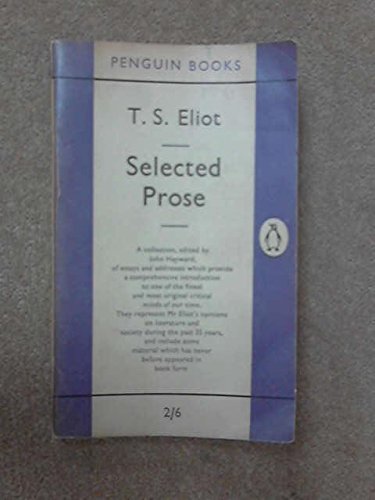 PENGUIN BOOKS
T. S. Eliot
Selected
Prose
A collection, edited by
John Hayward,
of essays and addresses which provide
a comprehensive introduction
to one of the finest
and most original critical
minds of our time.
They represent Mr Eliot's opinions
on literature and
society during the past 35 years,
and include some
material which has never
before appeared in
book form
2/6